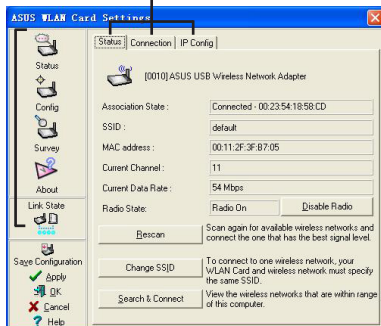 ASUS WLAN Card Settings
Status
Config
Survey
About
Link State
Save Configuration
Apply
OK
Cancel
Help
Status Connection IP Config
[0010] ASUS USB Wireless Network Adapter
Association State : Connected - 00:23:54:18:58:CD
SSID : default
MAC address : 00:11:2F:3F:B7:05
Current Channel : 11
Current Data Rate : 54 Mbps
Radio State: Radio On Disable Radio
Rescan
Scan again for available wireless networks and
connect the one that has the best signal level.
Change SSID
To connect to one wireless network, your
WLAN Card and wireless network must specify
the same SSID.
Search & Connect
View the wireless networks that are within range
of this computer.